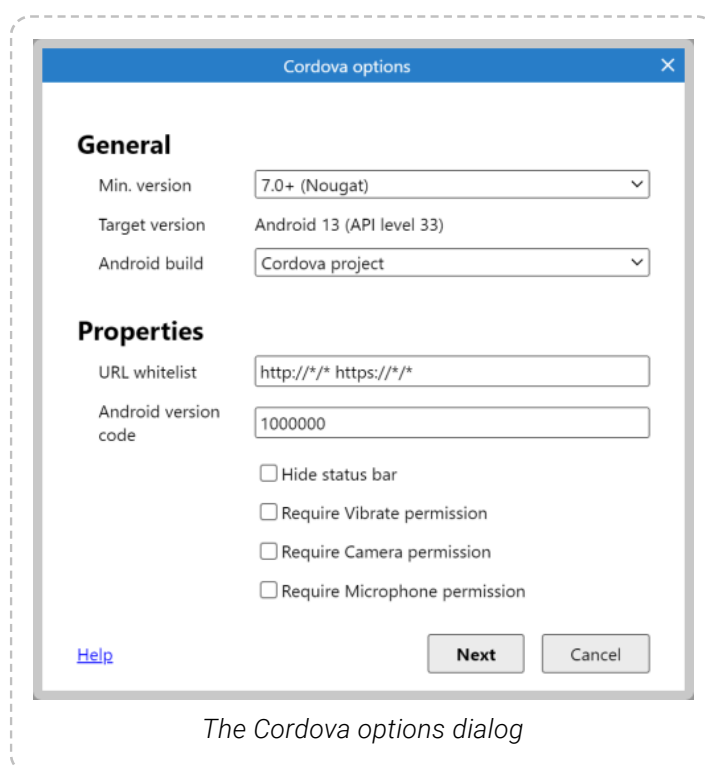 Cordova options
General
Min. version 7.0+ (Nougat)
Target version Android 13 (API level 33)
Android build Cordova project
Properties
URL whitelist http://*/* https://*/*
Android version
code 1000000
Hide status bar
Require Vibrate permission
Require Camera permission
Require Microphone permission
Help Next Cancel
The Cordova options dialog